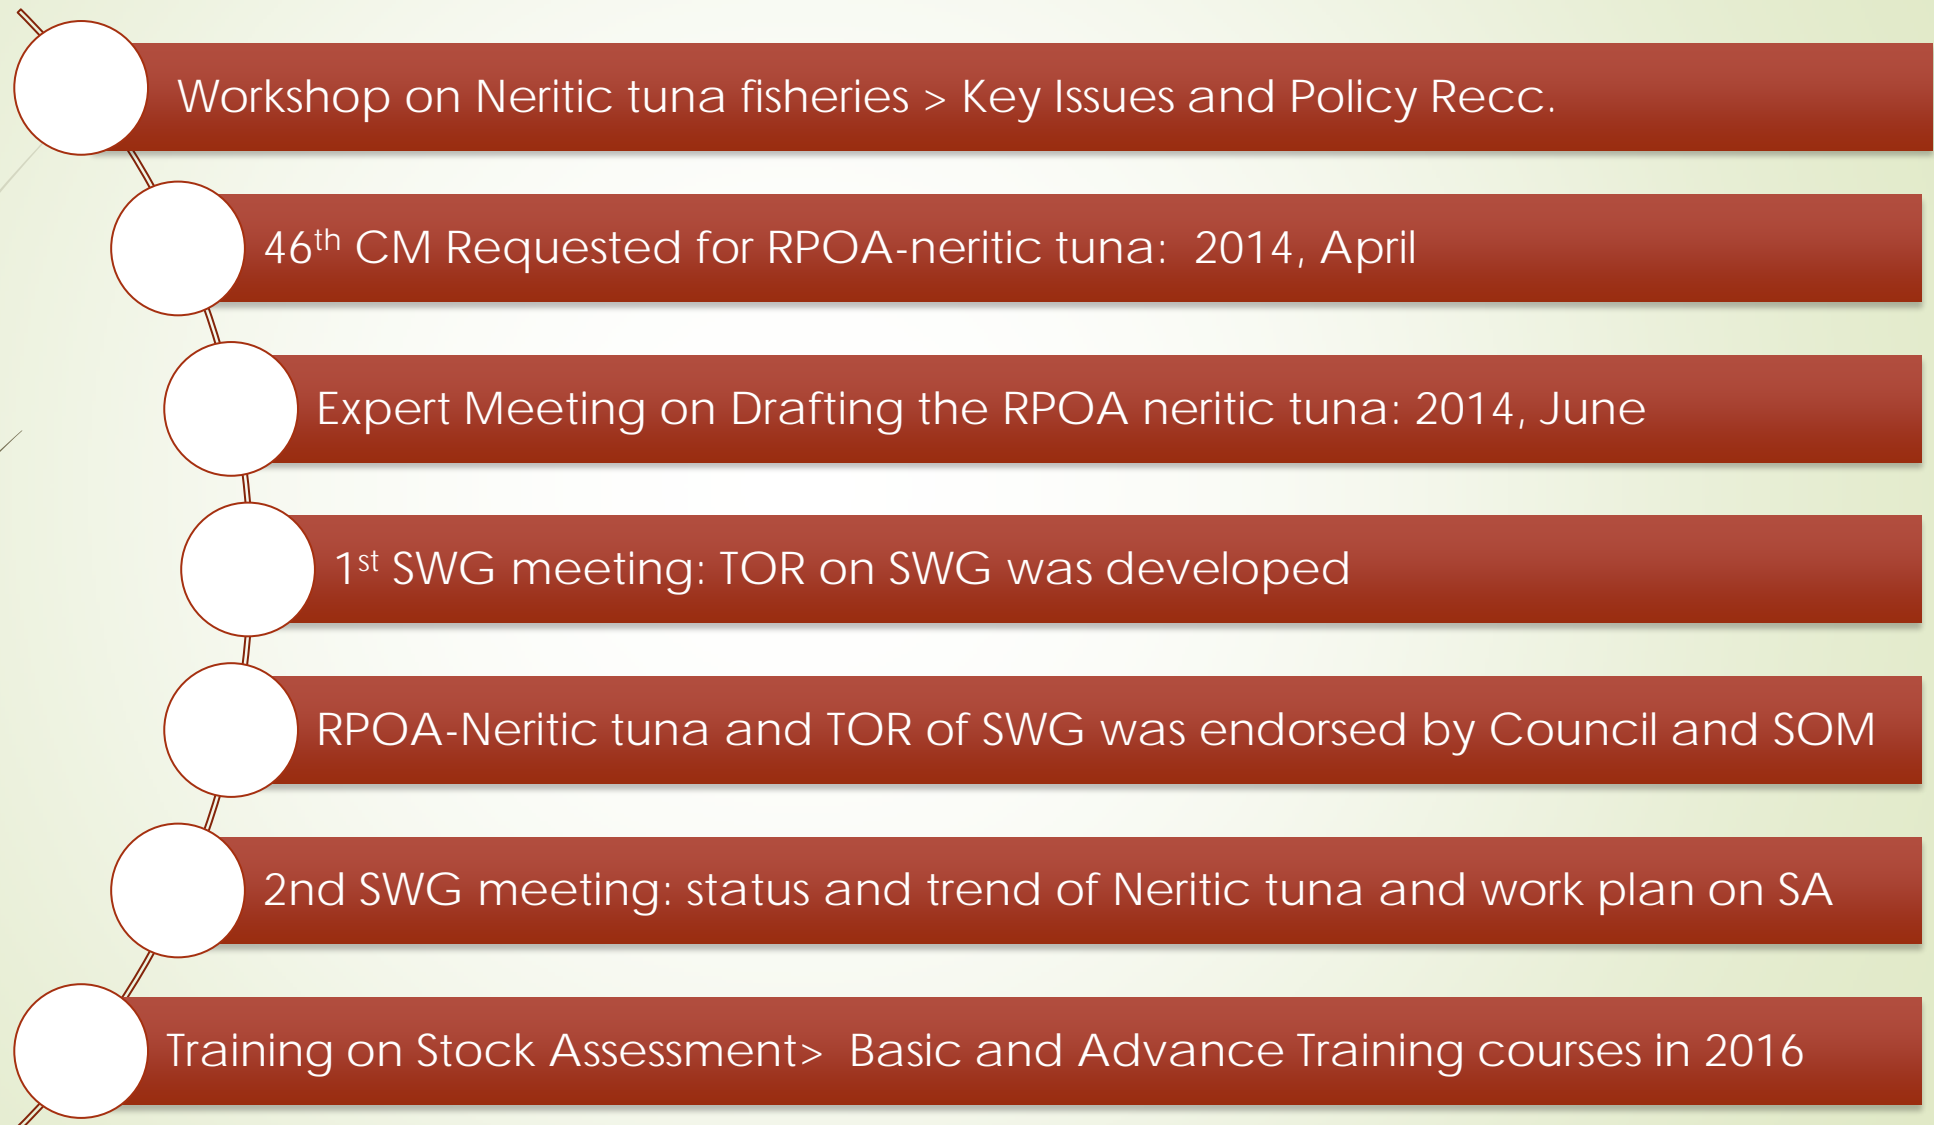 Workshop on Neritic tuna fisheries > Key Issues and Policy Recc.
46th CM Requested for RPOA-neritic tuna: 2014, April
Expert Meeting on Drafting the RPOA neritic tuna: 2014, June
1st SWG meeting: TOR on SWG was developed
RPOA-Neritic tuna and TOR of SWG was endorsed by Council and SOM
2nd SWG meeting: status and trend of Neritic tuna and work plan on SA
Training on Stock Assessment> Basic and Advance Training courses in 2016